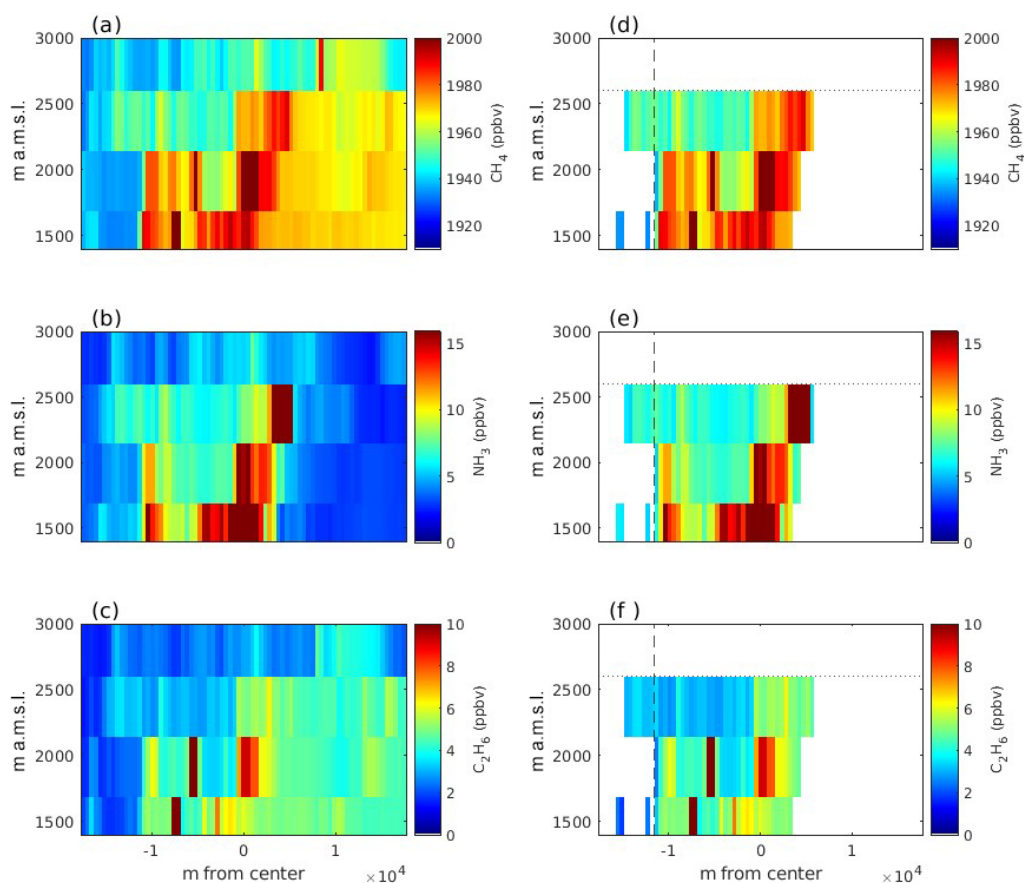 (a)
3000
2500
2000
1500
m a.m.s.l.
2000
1980
1960
1940
1920
CH4 (ppbv)
(d)
3000
2500
2000
1500
m a.m.s.l.
2000
1980
1960
1940
1920
CH4 (ppbv)
(b)
3000
2500
2000
1500
m a.m.s.l.
15
10
5
0
NH3 (ppbv)
(e)
3000
2500
2000
1500
m a.m.s.l.
15
10
5
0
NH3 (ppbv)
(c)
3000
2500
2000
1500
m a.m.s.l.
-1 0 1
m from center
×10^4
10
8
6
4
2
0
C2H6 (ppbv)
(f )
3000
2500
2000
1500
m a.m.s.l.
-1 0 1
m from center
×10^4
10
8
6
4
2
0
C2H6 (ppbv)